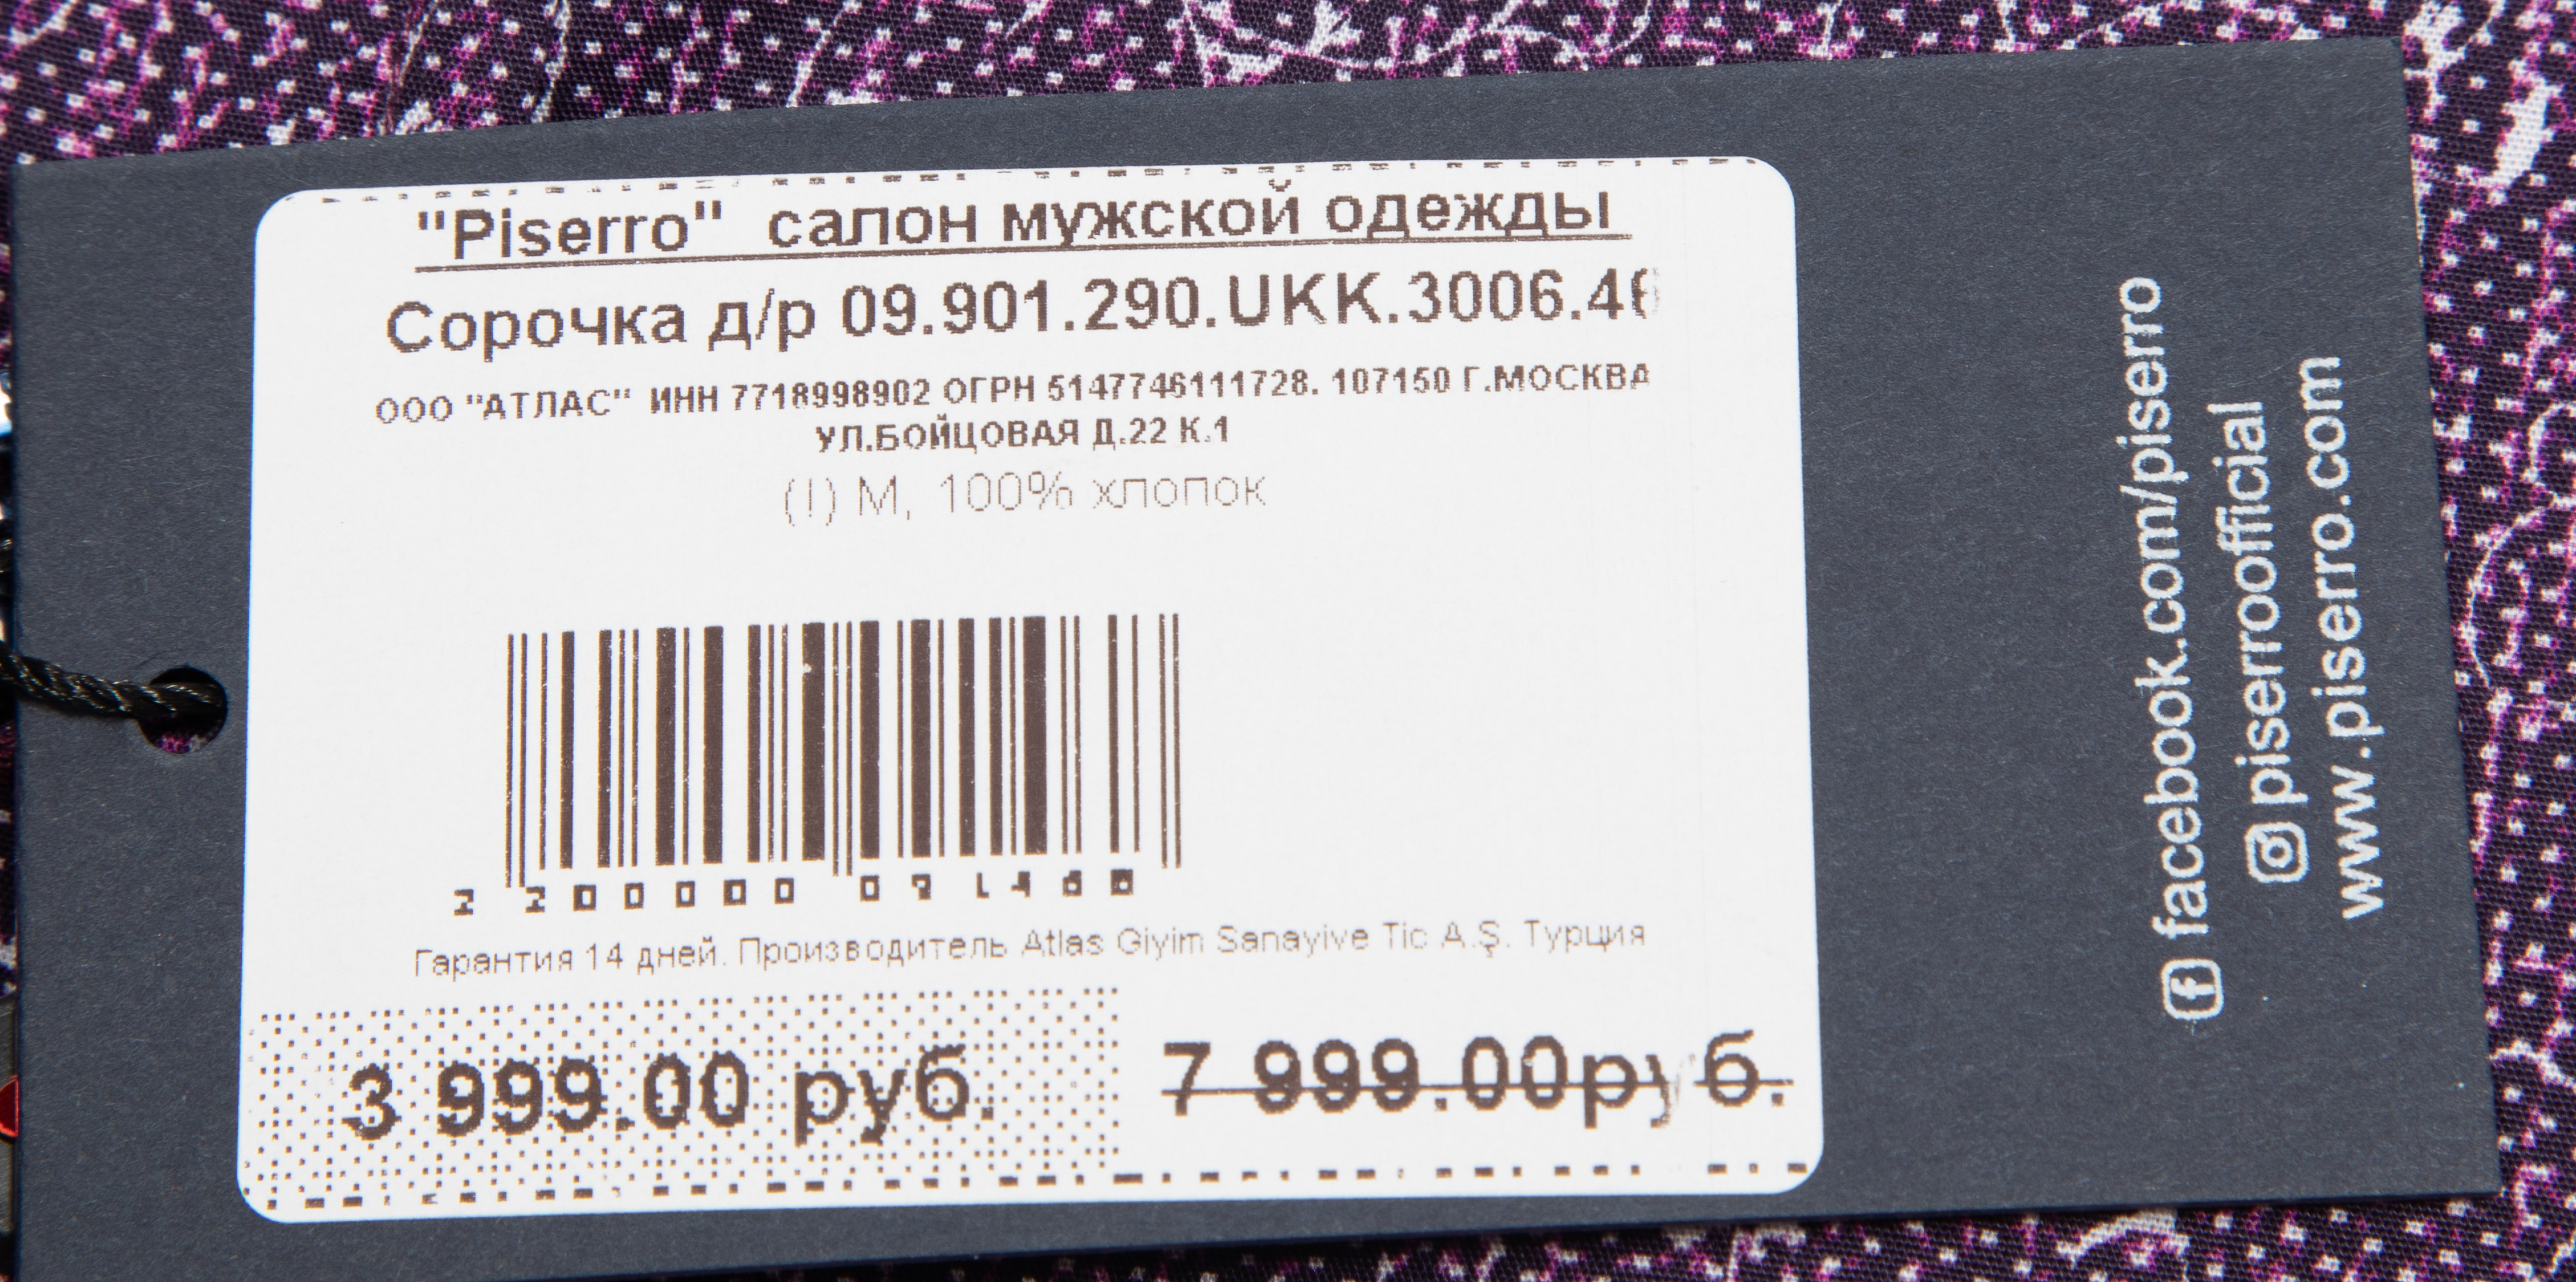 "Piserro" салон мужской одежды
Сорочка д/р 09.901.290.UKK.3006.46
ООО "АТЛАС" ИНН 7718998902 ОГРН 5147746111728. 107150 Г.МОСКВА
УЛ.БОЙЦОВАЯ Д.22 К.1
(!) M, 100% хлопок
Гарантия 14 дней. Производитель Atlas Giyim Sanayive Tic A.Ş. Турция
3 999.00 руб. 7 999.00руб.
facebook.com/piserro
piserroofficial
www.piserro.com